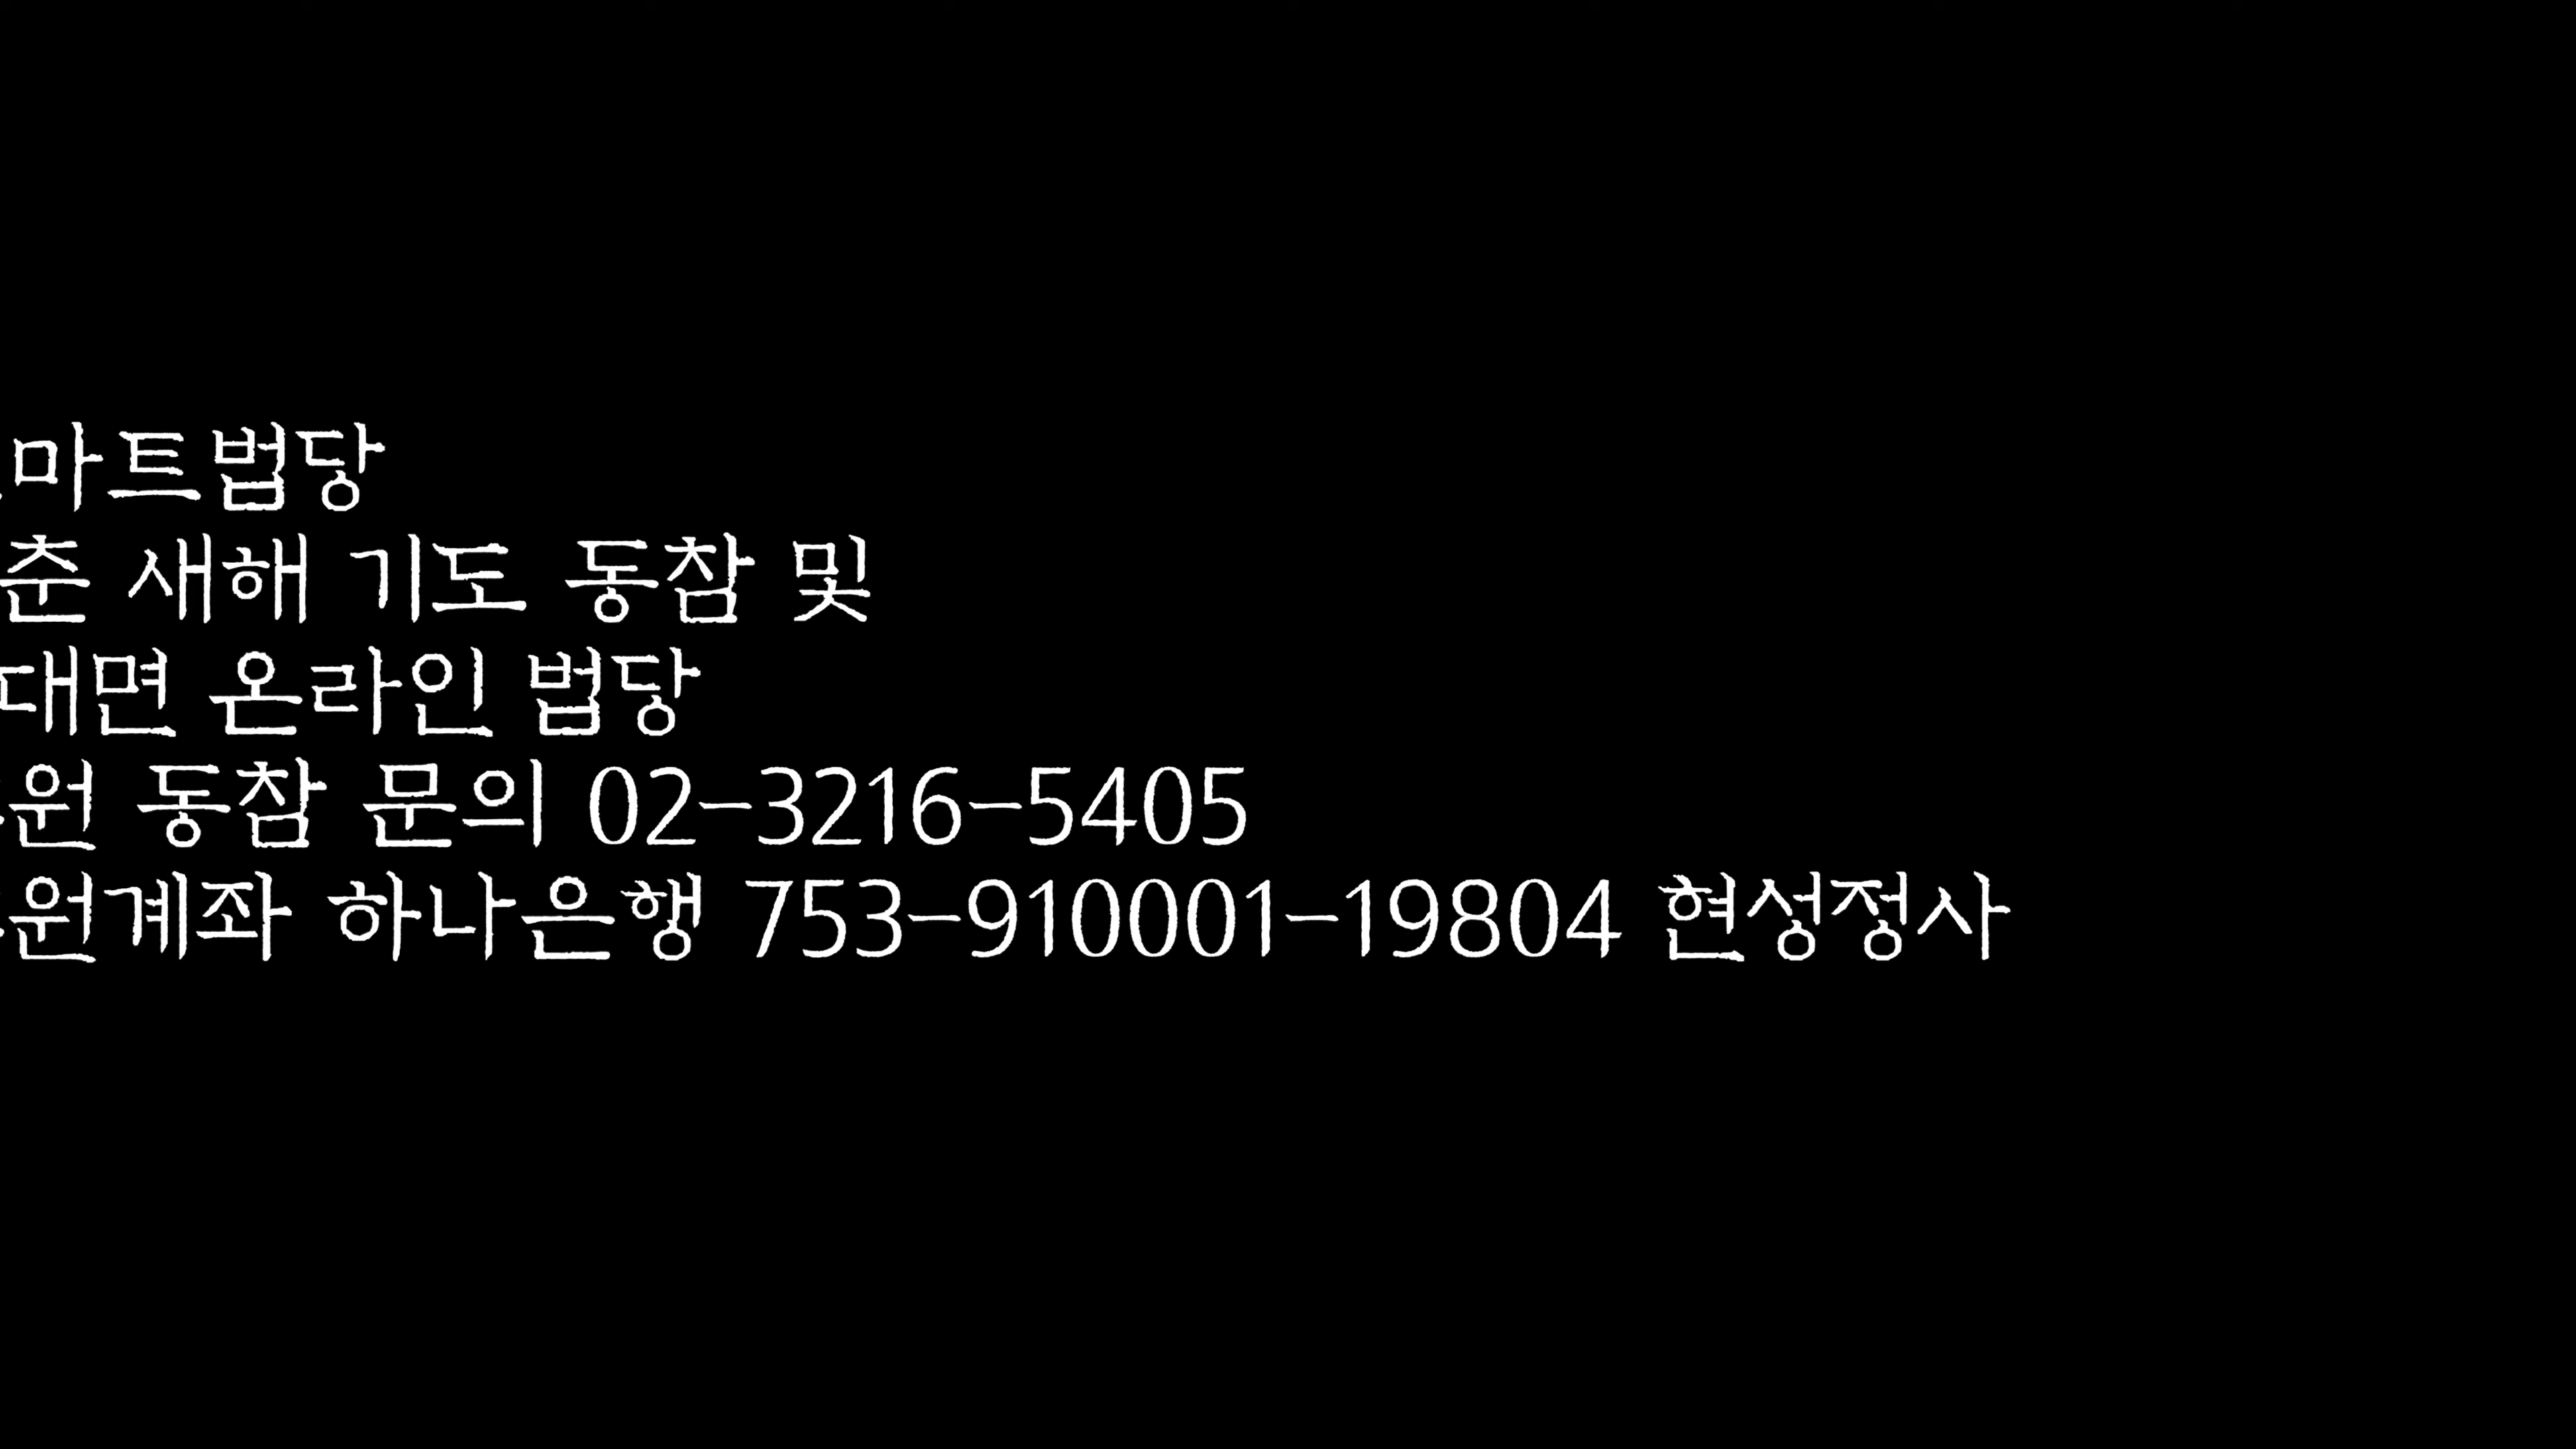 마트법당
춘 새해 기도 동참 및
대면 온라인 법당
원 동참 문의 02-3216-5405
원계좌 하나은행 753-910001-19804 현성정사